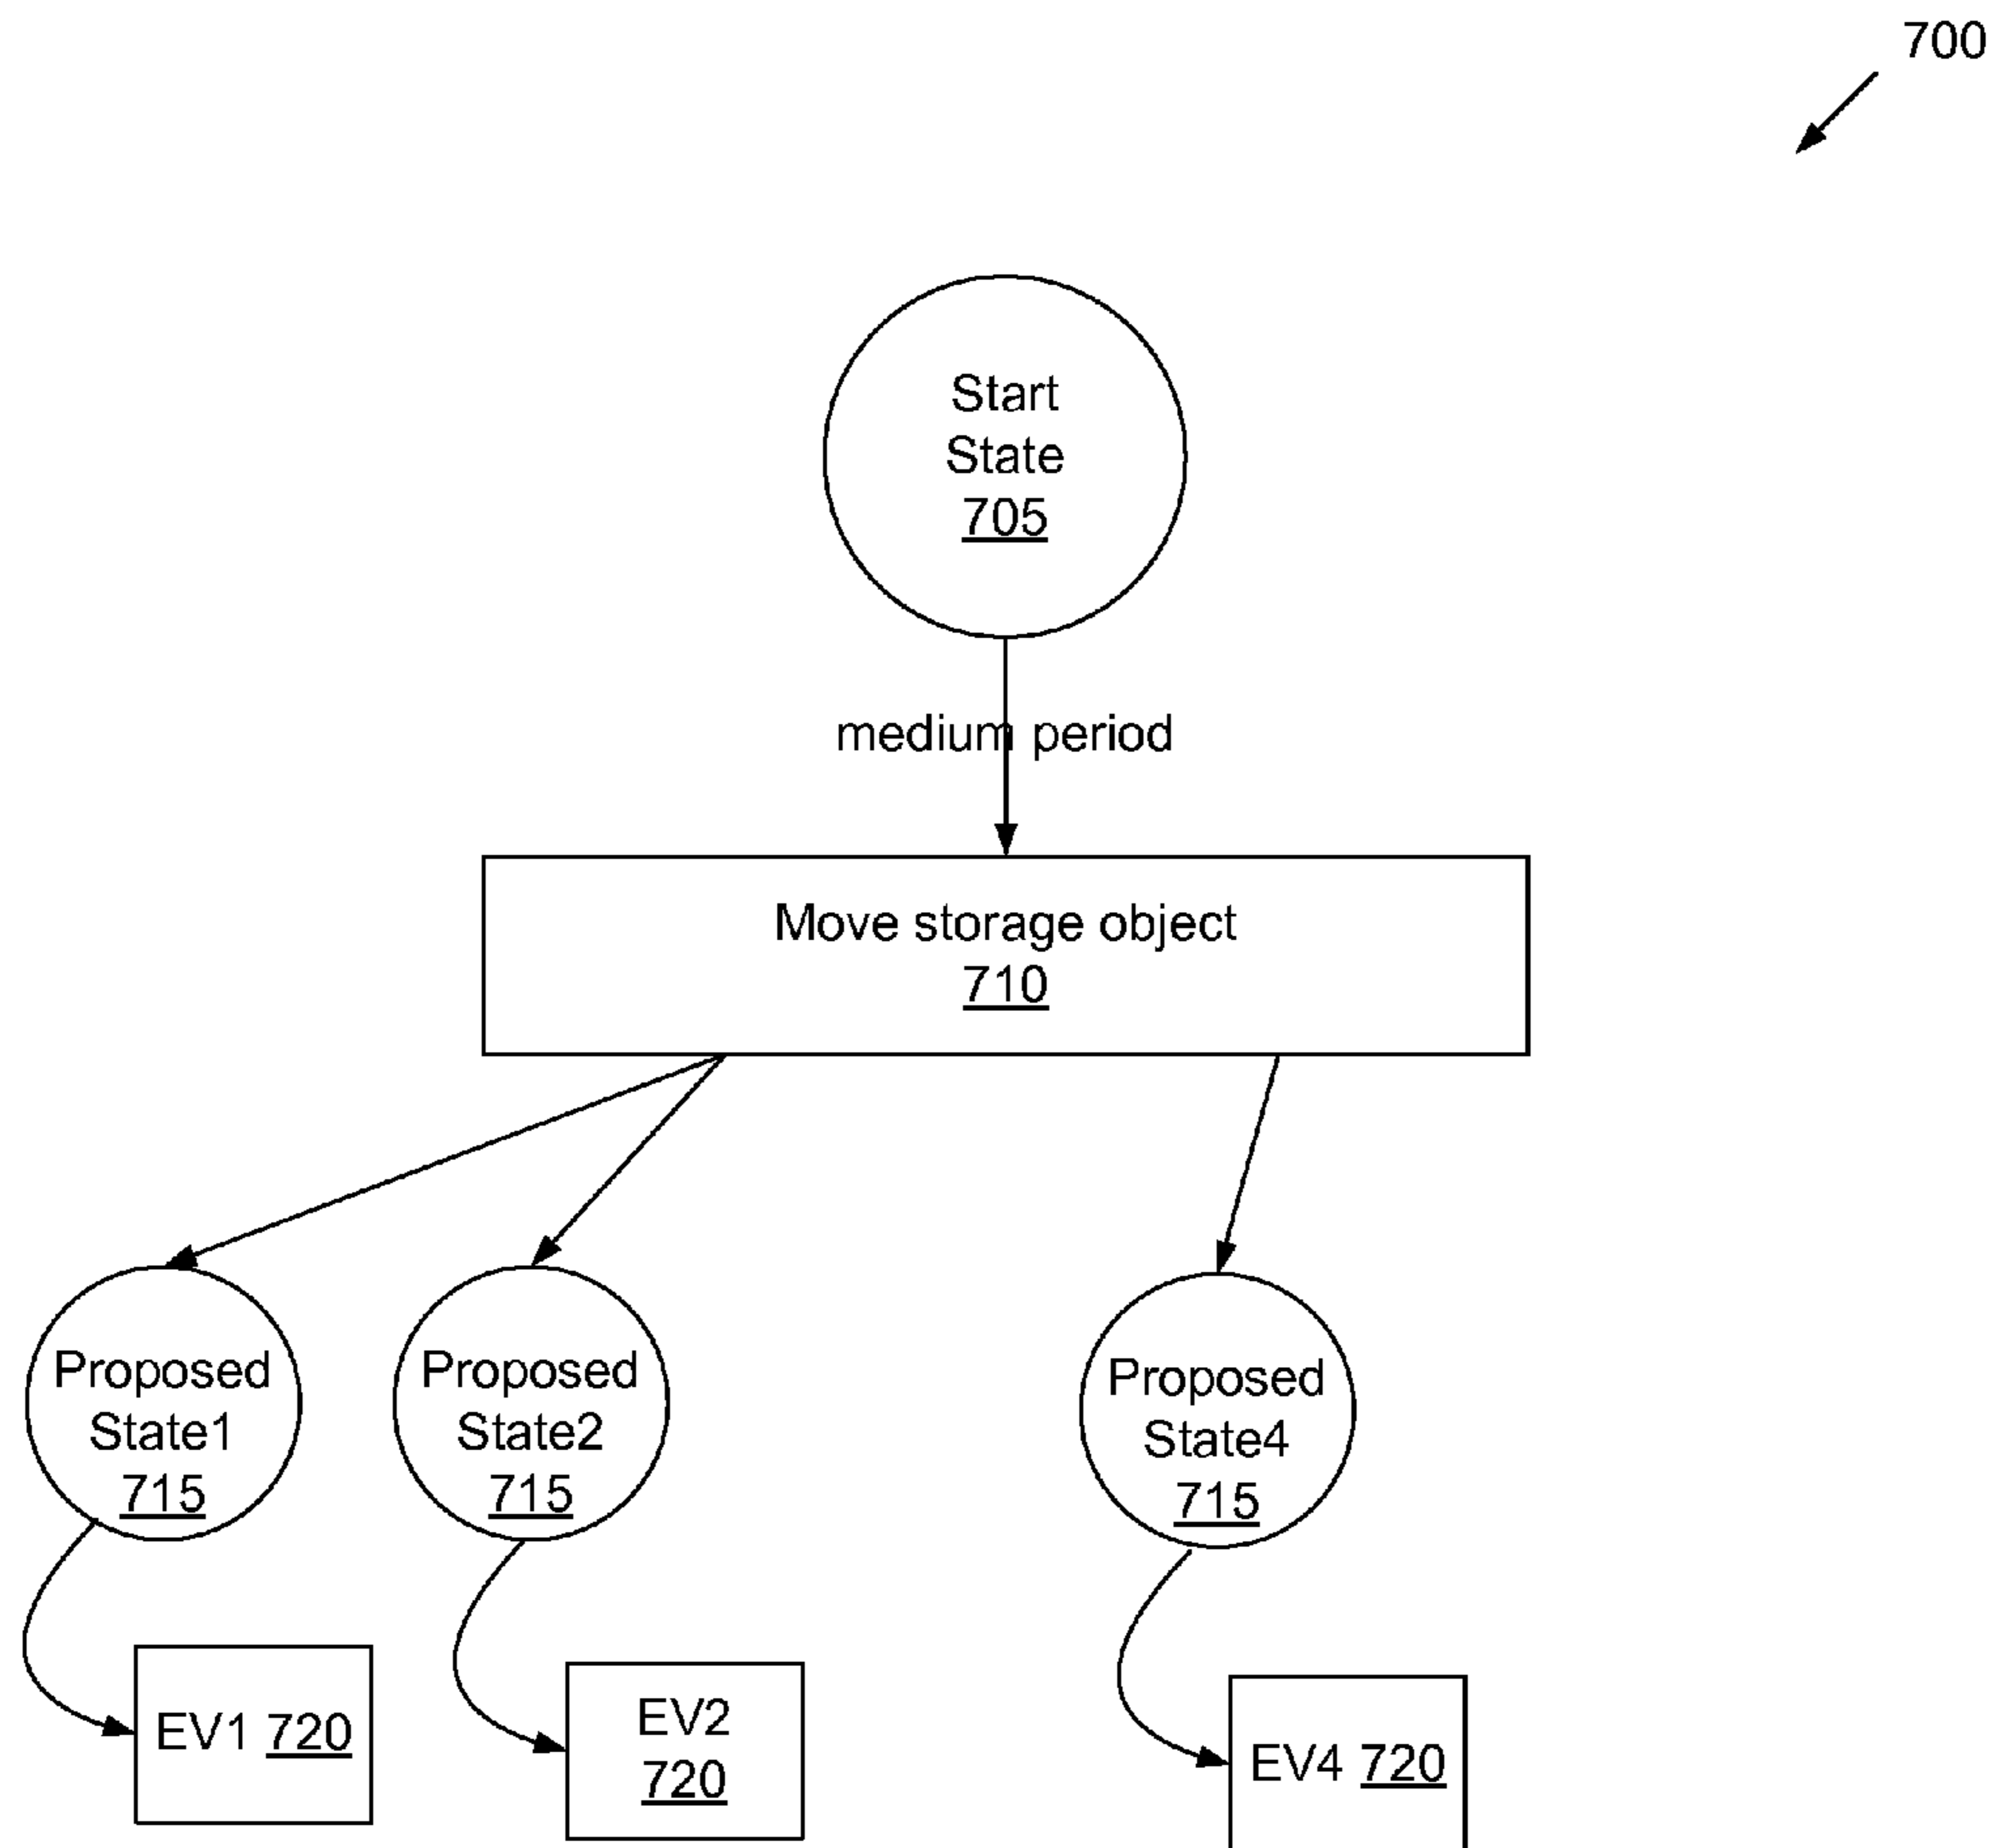 700
Start
State
705
medium period
Move storage object
710
Proposed
State1
715
Proposed
State2
715
Proposed
State4
715
EV1 720
EV2
720
EV4 720